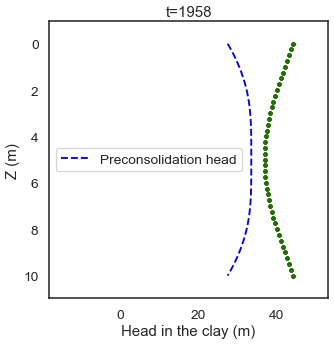 t=1958
0
2
4
Preconsolidation head
6
8
10
Z (m)
0 20 40
Head in the clay (m)